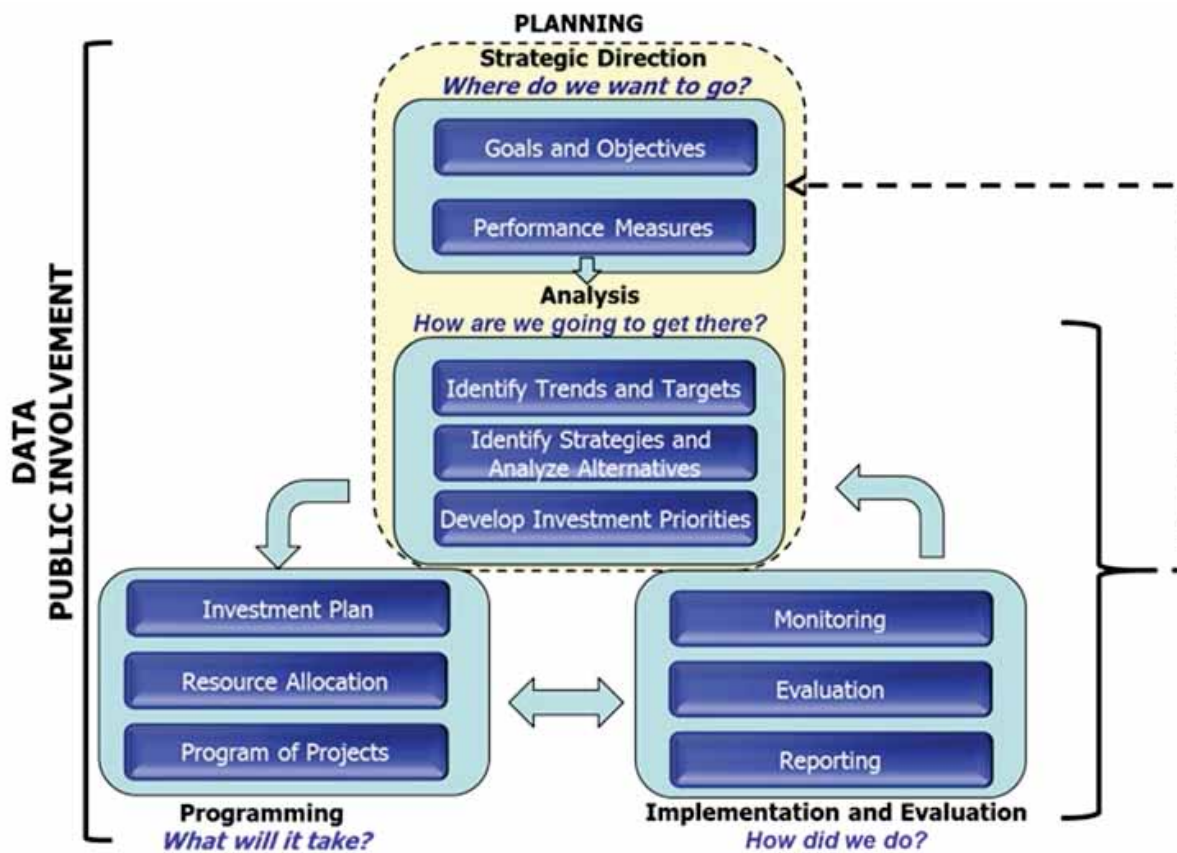 PLANNING
Strategic Direction
Where do we want to go?
Goals and Objectives
Performance Measures
Analysis
How are we going to get there?
Identify Trends and Targets
Identify Strategies and
Analyze Alternatives
Develop Investment Priorities
DATA
PUBLIC INVOLVEMENT
Investment Plan
Resource Allocation
Program of Projects
Programming
What will it take?
Monitoring
Evaluation
Reporting
Implementation and Evaluation
How did we do?